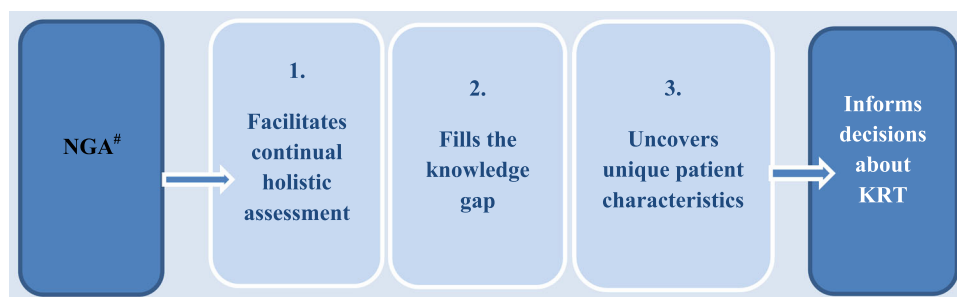 NGA#
1.
Facilitates
continual
holistic
assessment
2.
Fills the
knowledge
gap
3.
Uncovers
unique patient
characteristics
Informs
decisions
about
KRT